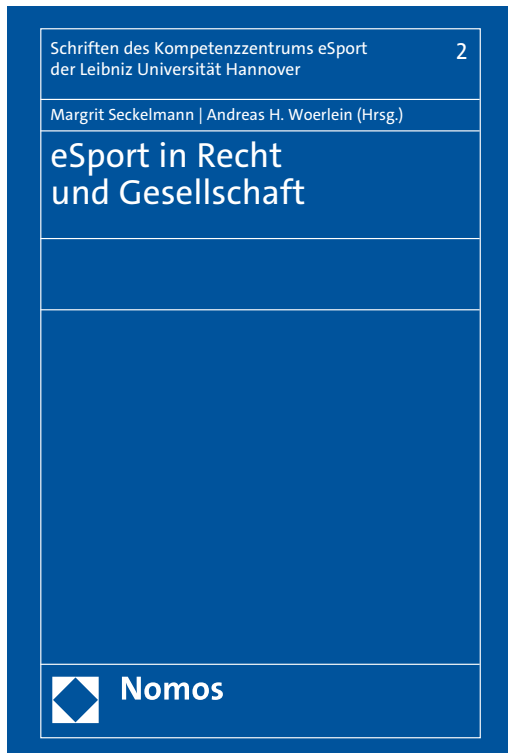 Schriften des Kompetenzzentrums eSport
der Leibniz Universität Hannover
2
Margrit Seckelmann | Andreas H. Woerlein (Hrsg.)
eSport in Recht
und Gesellschaft
Nomos